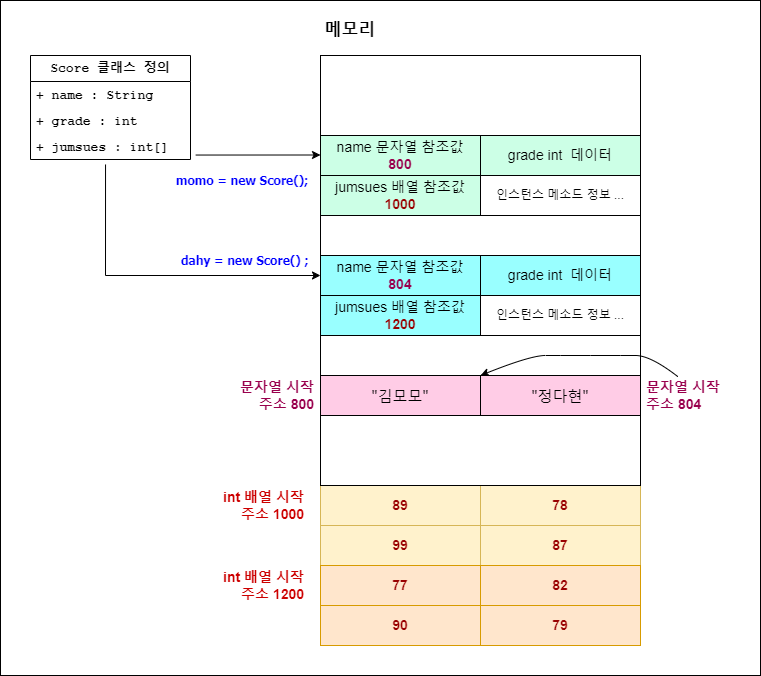 메모리
Score 클래스 정의
+ name : String
+ grade : int
+ jumsues : int[]
momo = new Score();
name 문자열 참조값
800
grade int 데이터
jumsues 배열 참조값
1000
인스턴스 메소드 정보 ...
dahy = new Score() ;
name 문자열 참조값
804
grade int 데이터
jumsues 배열 참조값
1200
인스턴스 메소드 정보 ...
문자열 시작
주소 800
"김모모"
"정다현"
문자열 시작
주소 804
int 배열 시작
주소 1000
89
78
99
87
int 배열 시작
주소 1200
77
82
90
79